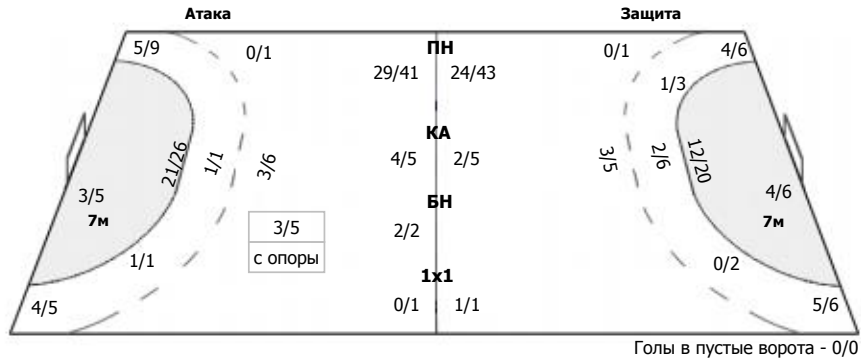 Атака Защита
5/9 0/1 ПН 0/1 4/6
29/41 24/43 1/3
КА
21/26 1/1 3/6 4/5 2/5 3/5 2/6 12/20
3/5 БН 4/6
7м 3/5 2/2 7м
с опоры
1/1 0/2
1x1
4/5 0/1 1/1 5/6
Голы в пустые ворота - 0/0